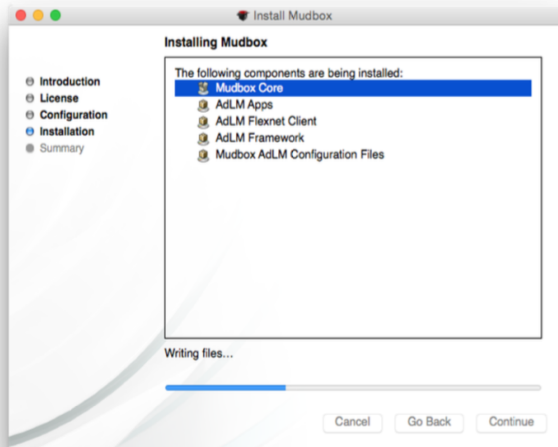 Install Mudbox
Installing Mudbox
Introduction
License
Configuration
Installation
Summary
The following components are being installed:
Mudbox Core
AdLM Apps
AdLM Flexnet Client
AdLM Framework
Mudbox AdLM Configuration Files
Writing files...
Cancel
Go Back
Continue